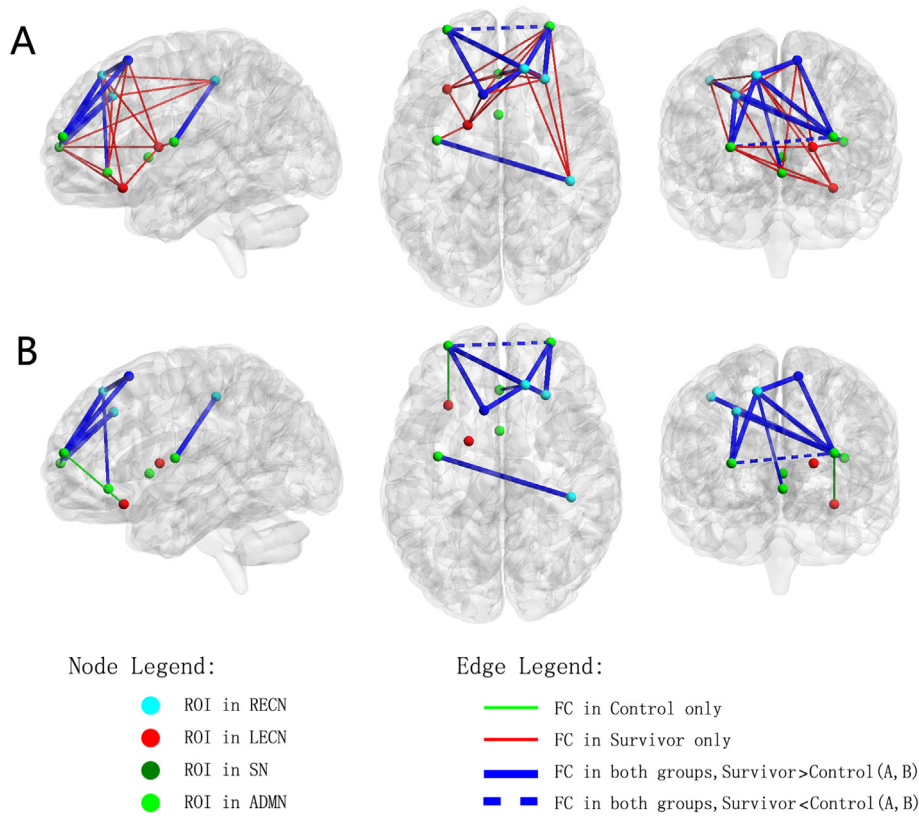 A
B
Node Legend:
ROI in RECN
ROI in LECN
ROI in SN
ROI in ADMN
Edge Legend:
FC in Control only
FC in Survivor only
FC in both groups,Survivor>Control(A,B)
FC in both groups,Survivor<Control(A,B)